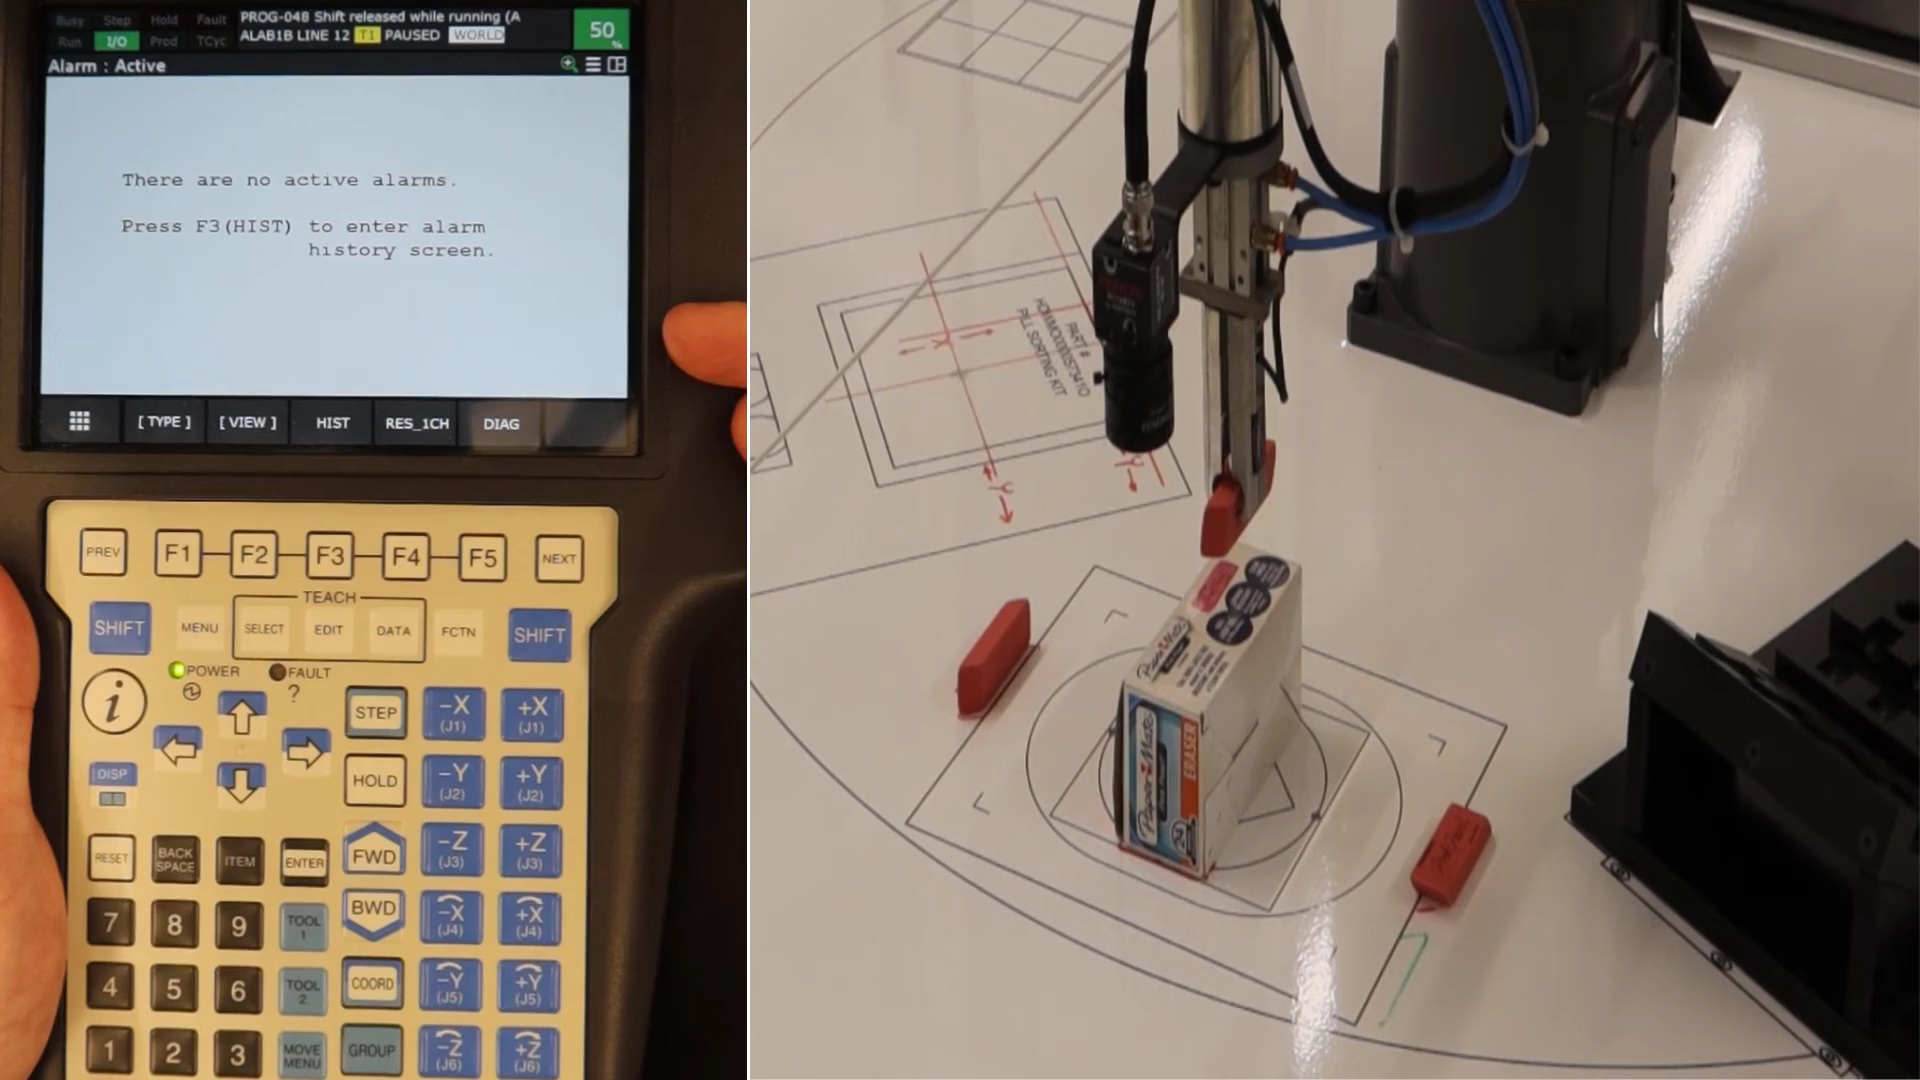 Busy Step Hold Fault
Run I/O Prod TCyc
PROG-048 Shift released while running (A
ALAB1B LINE 12 T1 PAUSED WORLD
50
%
Alarm : Active
There are no active alarms.
Press F3(HIST) to enter alarm
history screen.
[ TYPE ] [ VIEW ] HIST RES_1CH DIAG
PREV F1 F2 F3 F4 F5 NEXT
TEACH
SHIFT MENU SELECT EDIT DATA FCTN SHIFT
POWER FAULT
i ?
STEP -X (J1) +X (J1)
DISP HOLD -Y (J2) +Y (J2)
RESET BACK SPACE ITEM ENTER FWD -Z (J3) +Z (J3)
7 8 9 TOOL 1 BWD -X (J4) +X (J4)
4 5 6 TOOL 2 COORD -Y (J5) +Y (J5)
1 2 3 MOVE MENU GROUP -Z (J6) +Z (J6)
PART #
PILL SORTING KIT
X
Y
Y
Paper Mate
Paper Mate
ERASER
24